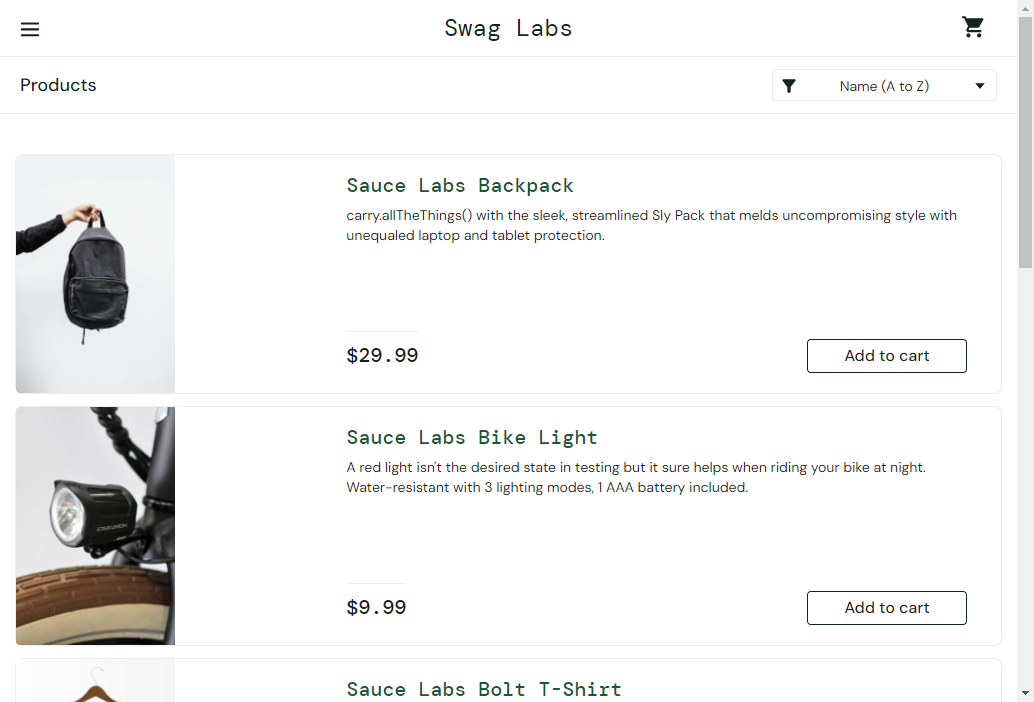 Swag Labs
Products
Name (A to Z)
Sauce Labs Backpack
carry.allTheThings() with the sleek, streamlined Sly Pack that melds uncompromising style with
unequaled laptop and tablet protection.
$29.99
Add to cart
Sauce Labs Bike Light
A red light isn't the desired state in testing but it sure helps when riding your bike at night.
Water-resistant with 3 lighting modes, 1 AAA battery included.
$9.99
Add to cart
Sauce Labs Bolt T-Shirt